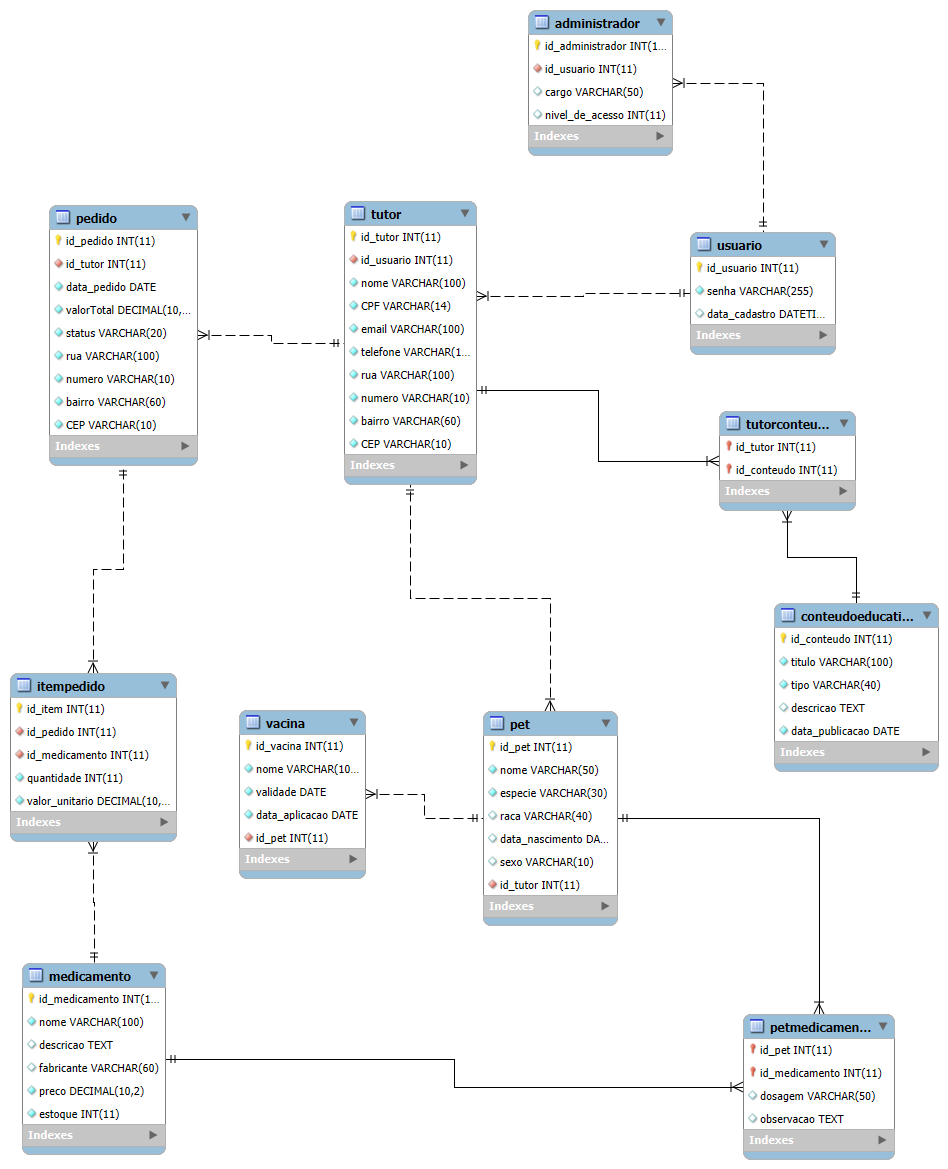 administrador
id_administrador INT(1...
id_usuario INT(11)
cargo VARCHAR(50)
nivel_de_acesso INT(11)
Indexes
pedido
id_pedido INT(11)
id_tutor INT(11)
data_pedido DATE
valorTotal DECIMAL(10,...
status VARCHAR(20)
rua VARCHAR(100)
numero VARCHAR(10)
bairro VARCHAR(60)
CEP VARCHAR(10)
Indexes
tutor
id_tutor INT(11)
id_usuario INT(11)
nome VARCHAR(100)
CPF VARCHAR(14)
email VARCHAR(100)
telefone VARCHAR(1...
rua VARCHAR(100)
numero VARCHAR(10)
bairro VARCHAR(60)
CEP VARCHAR(10)
Indexes
usuario
id_usuario INT(11)
senha VARCHAR(255)
data_cadastro DATETI...
Indexes
tutorconteu...
id_tutor INT(11)
id_conteudo INT(11)
Indexes
conteudoeducati...
id_conteudo INT(11)
titulo VARCHAR(100)
tipo VARCHAR(40)
descricao TEXT
data_publicacao DATE
Indexes
itempedido
id_item INT(11)
id_pedido INT(11)
id_medicamento INT(11)
quantidade INT(11)
valor_unitario DECIMAL(10,...
Indexes
vacina
id_vacina INT(11)
nome VARCHAR(10...
validade DATE
data_aplicacao DATE
id_pet INT(11)
Indexes
pet
id_pet INT(11)
nome VARCHAR(50)
especie VARCHAR(30)
raca VARCHAR(40)
data_nascimento DA...
sexo VARCHAR(10)
id_tutor INT(11)
Indexes
medicamento
id_medicamento INT(1...
nome VARCHAR(100)
descricao TEXT
fabricante VARCHAR(60)
preco DECIMAL(10,2)
estoque INT(11)
Indexes
petmedicamen...
id_pet INT(11)
id_medicamento INT(11)
dosagem VARCHAR(50)
observacao TEXT
Indexes